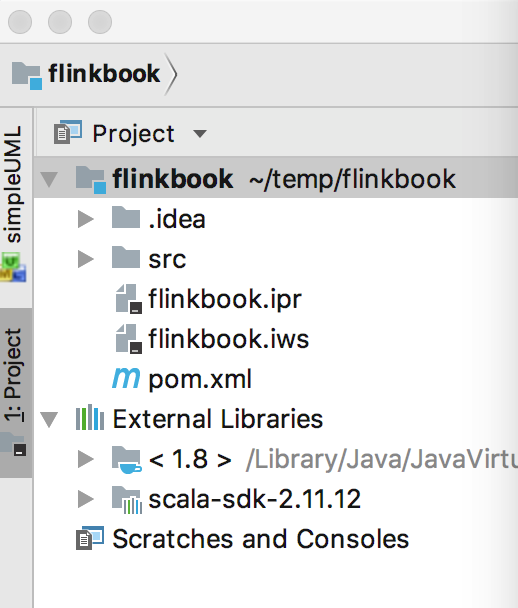 flinkbook
Project
simpleUML
1: Project
flinkbook ~/temp/flinkbook
.idea
src
flinkbook.ipr
flinkbook.iws
pom.xml
External Libraries
< 1.8 > /Library/Java/JavaVirtu
scala-sdk-2.11.12
Scratches and Consoles